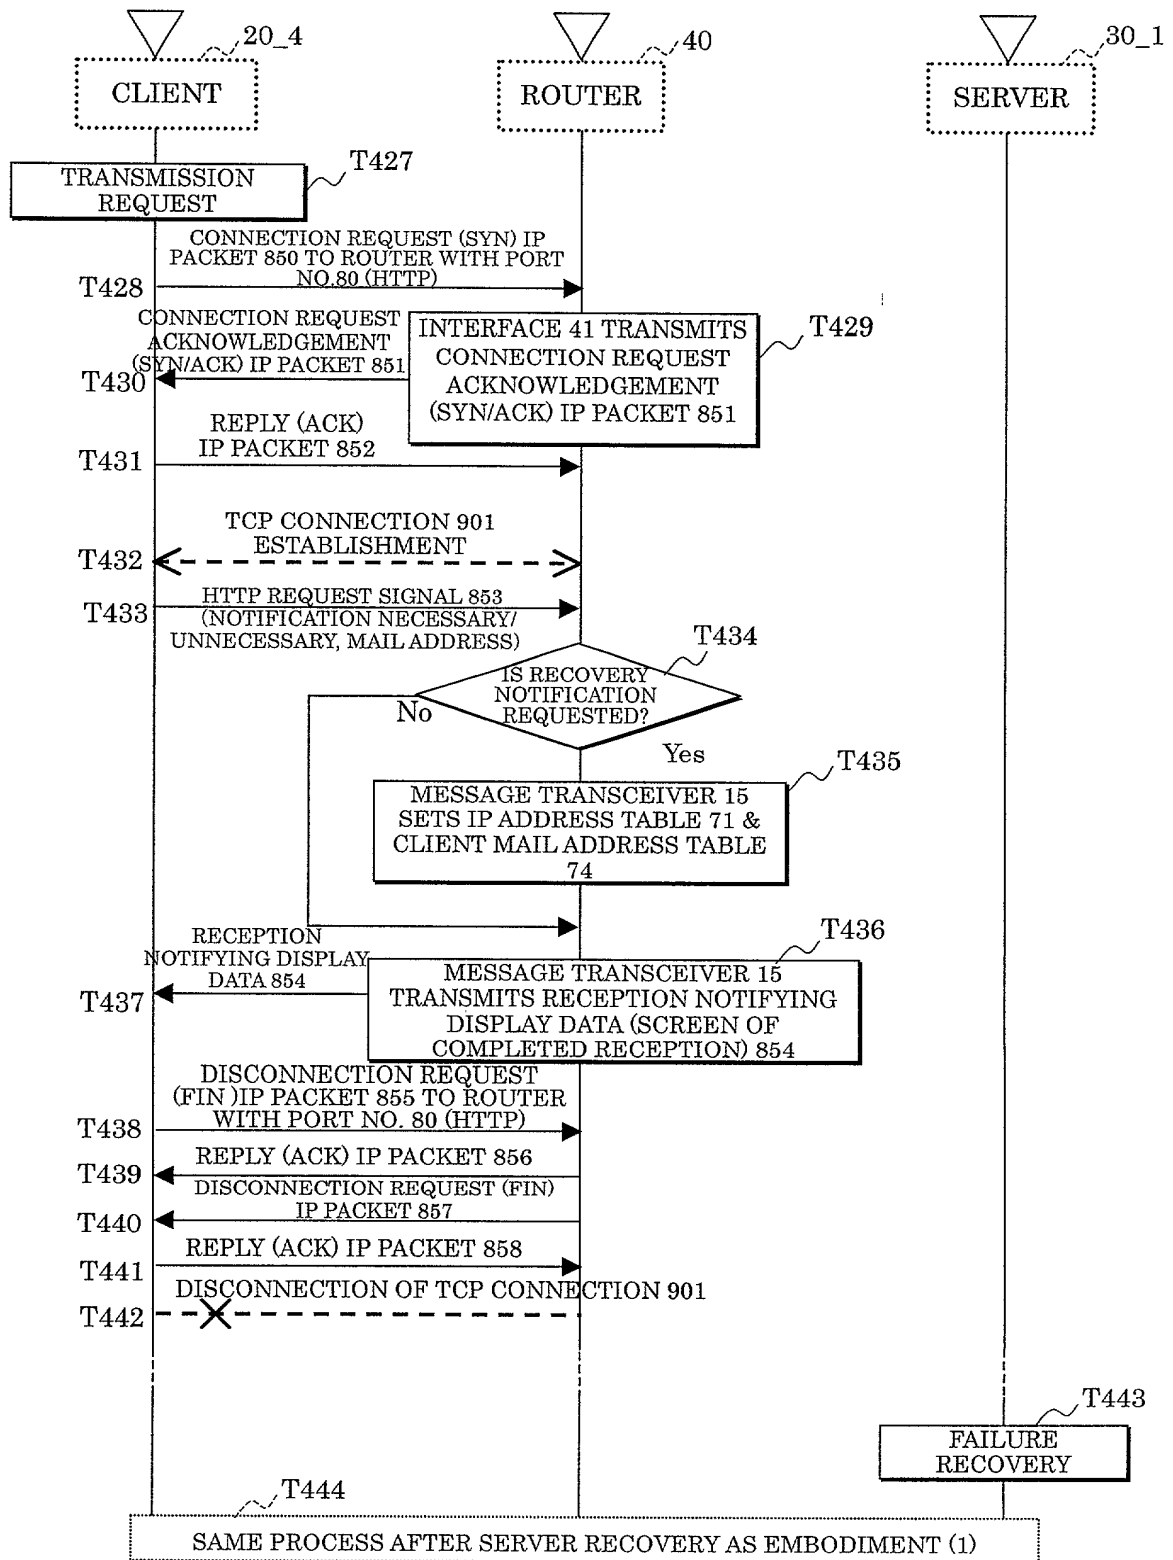 20_4
40
30_1
CLIENT
ROUTER
SERVER
T427
TRANSMISSION
REQUEST
CONNECTION REQUEST (SYN) IP
PACKET 850 TO ROUTER WITH PORT
NO.80 (HTTP)
T428
CONNECTION REQUEST
ACKNOWLEDGEMENT
(SYN/ACK) IP PACKET 851
T430
INTERFACE 41 TRANSMITS
CONNECTION REQUEST
ACKNOWLEDGEMENT
(SYN/ACK) IP PACKET 851
T429
REPLY (ACK)
IP PACKET 852
T431
TCP CONNECTION 901
ESTABLISHMENT
T432
HTTP REQUEST SIGNAL 853
T433
(NOTIFICATION NECESSARY/
UNNECESSARY, MAIL ADDRESS)
T434
IS RECOVERY
NOTIFICATION
REQUESTED?
No
Yes
T435
MESSAGE TRANSCEIVER 15
SETS IP ADDRESS TABLE 71 &
CLIENT MAIL ADDRESS TABLE
74
T436
RECEPTION
NOTIFYING DISPLAY
DATA 854
T437
MESSAGE TRANSCEIVER 15
TRANSMITS RECEPTION NOTIFYING
DISPLAY DATA (SCREEN OF
COMPLETED RECEPTION) 854
DISCONNECTION REQUEST
(FIN )IP PACKET 855 TO ROUTER
WITH PORT NO. 80 (HTTP)
T438
REPLY (ACK) IP PACKET 856
T439
DISCONNECTION REQUEST (FIN)
IP PACKET 857
T440
REPLY (ACK) IP PACKET 858
T441
DISCONNECTION OF TCP CONNECTION 901
T442
T443
FAILURE
RECOVERY
T444
SAME PROCESS AFTER SERVER RECOVERY AS EMBODIMENT (1)